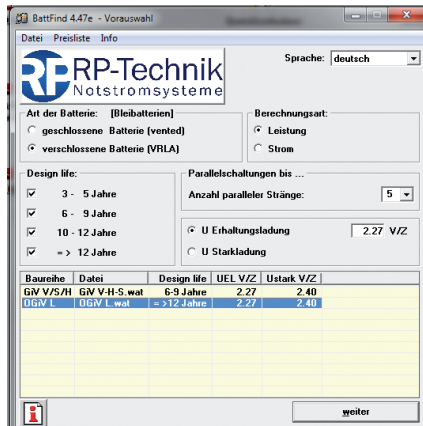 BattFind 4.47e - Vorauswahl
Datei Preisliste Info
RP RP-Technik
Notstromsysteme
Sprache: deutsch
Art der Batterie: [Bleibatterien]
geschlossene Batterie (vented)
verschlossene Batterie (VRLA)
Berechnungsart:
Leistung
Strom
Design life:
3 - 5 Jahre
6 - 9 Jahre
10 - 12 Jahre
= > 12 Jahre
Parallelschaltungen bis ...
Anzahl paralleler Stränge: 5
U Erhaltungsladung 2.27 V/Z
U Starkladung
Baureihe Datei Design life UEL V/Z Ustark V/Z
GiV V/S/H GiV V-H-S.wat 6-9 Jahre 2.27 2.40
OGiV L OGiV L.wat = >12 Jahre 2.27 2.40
i weiter